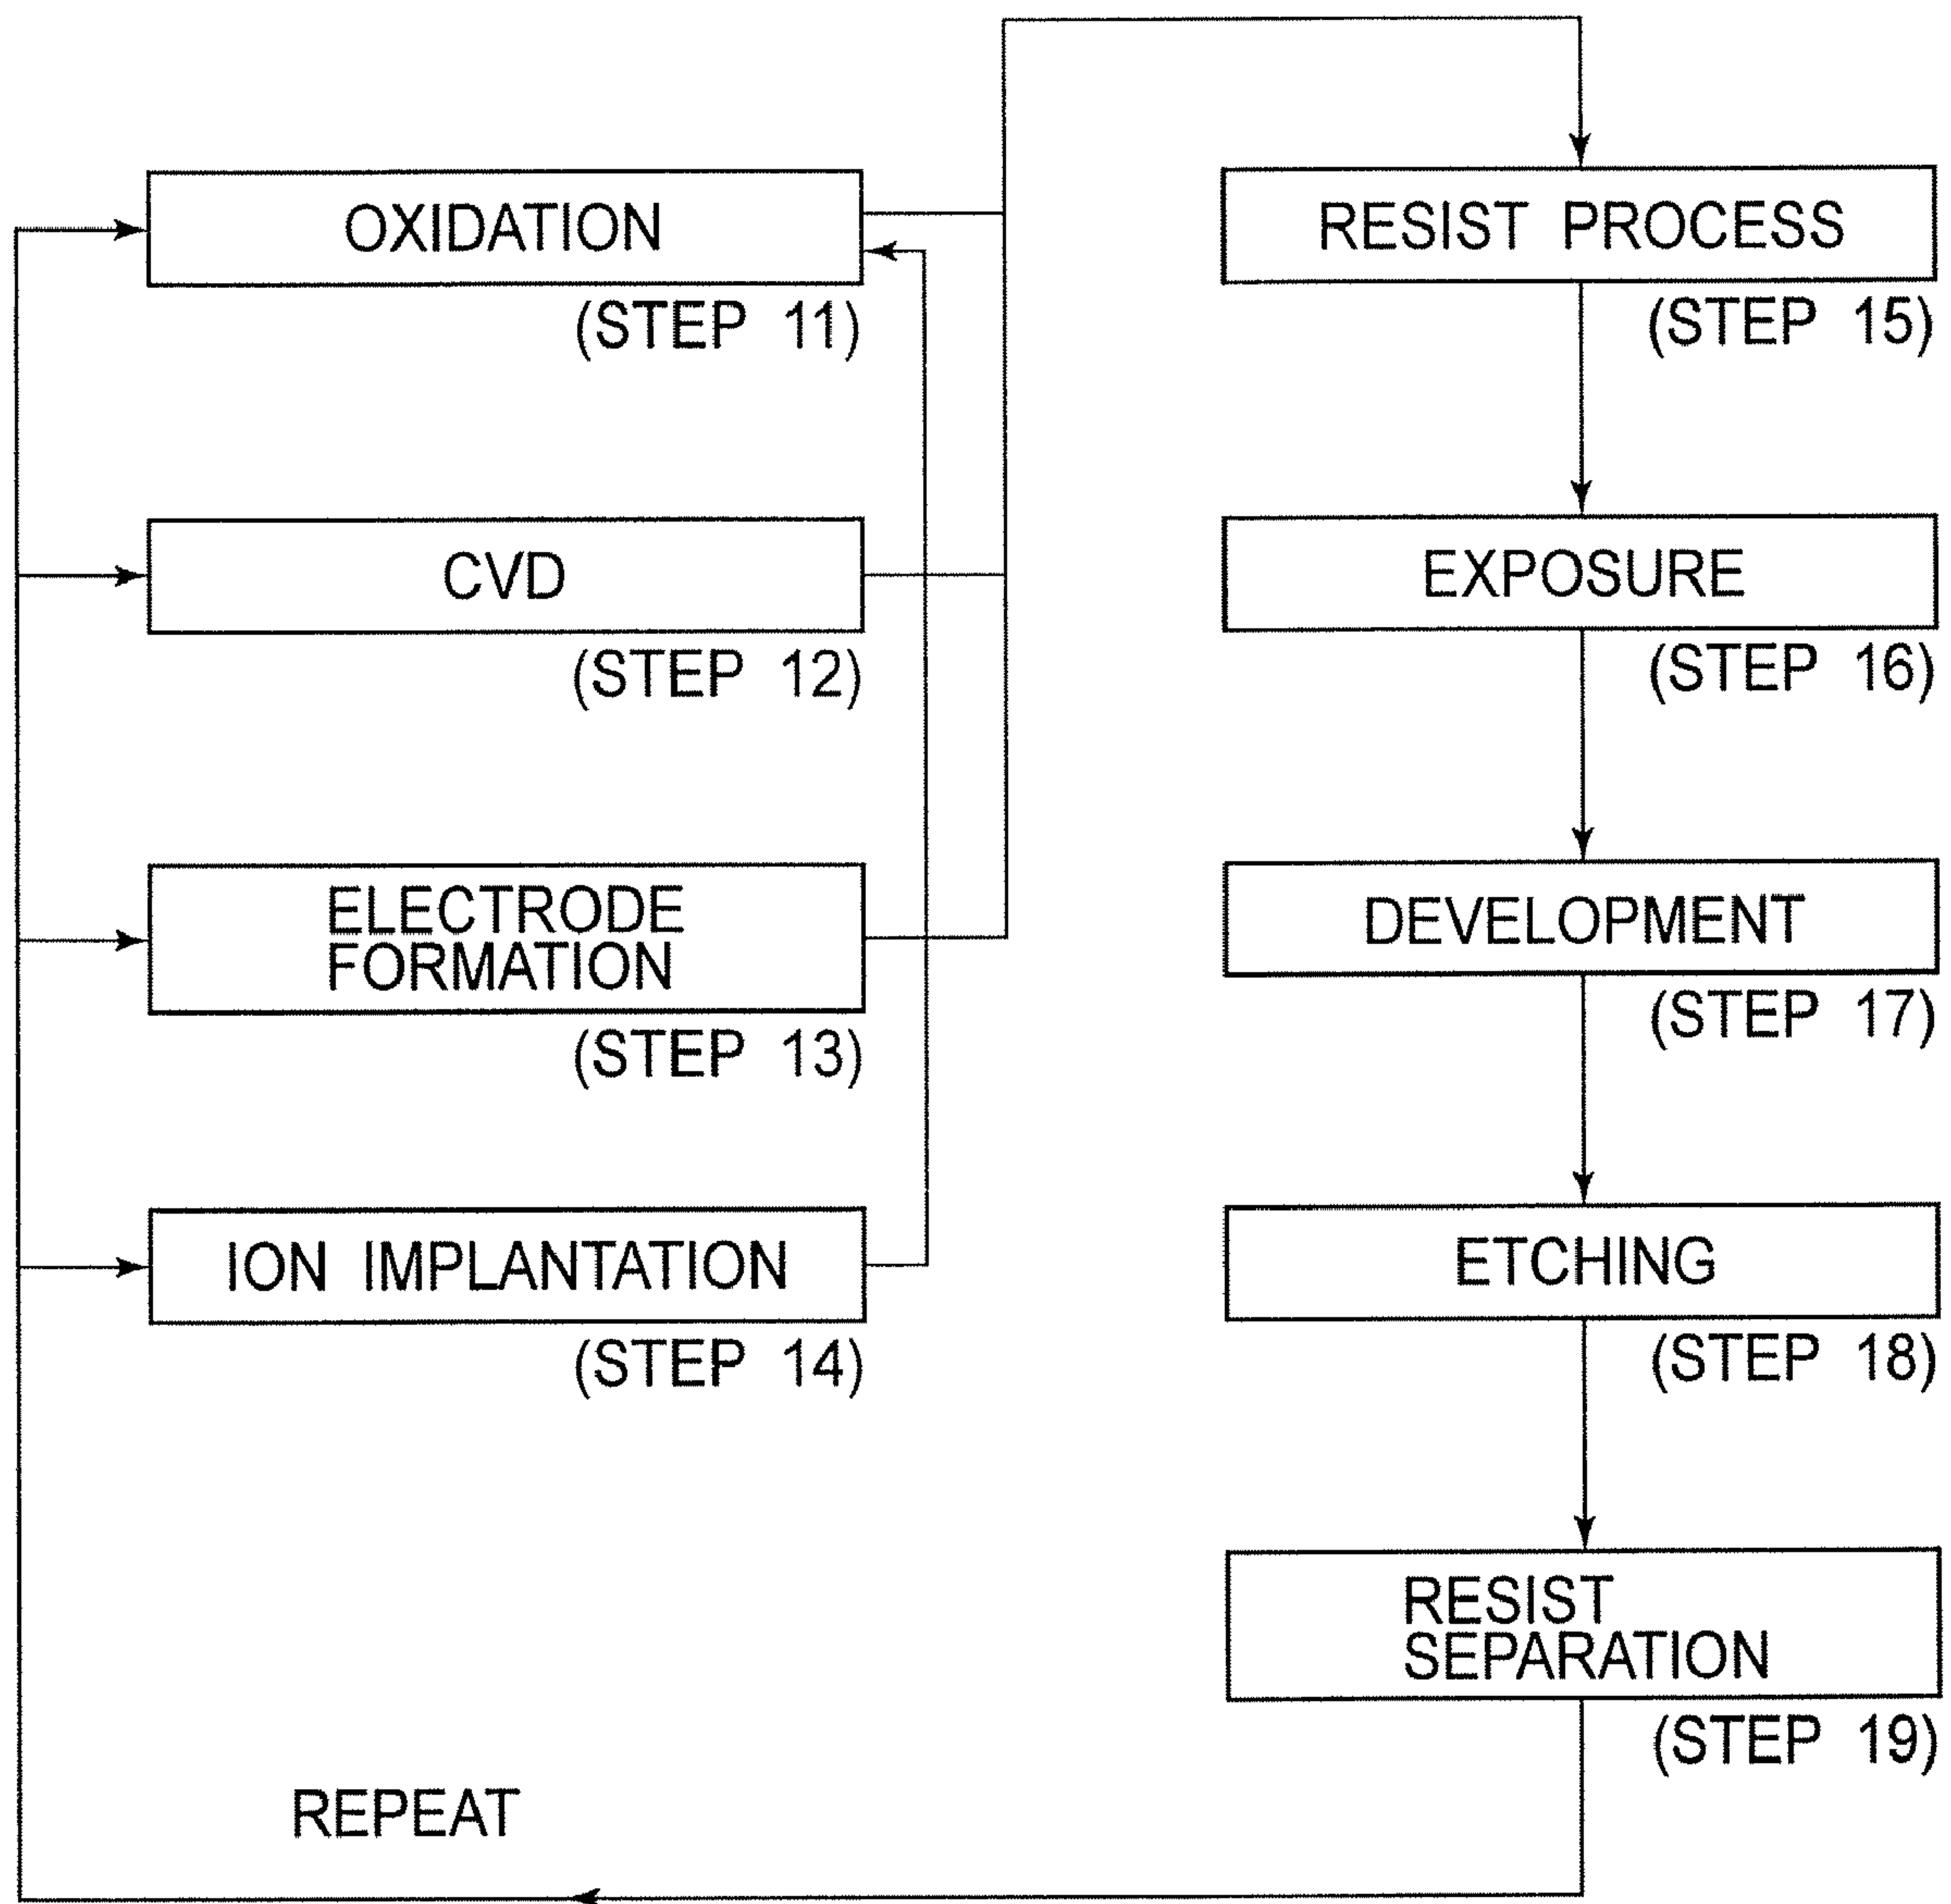 OXIDATION
(STEP 11)
CVD
(STEP 12)
ELECTRODE
FORMATION
(STEP 13)
ION IMPLANTATION
(STEP 14)
RESIST PROCESS
(STEP 15)
EXPOSURE
(STEP 16)
DEVELOPMENT
(STEP 17)
ETCHING
(STEP 18)
RESIST
SEPARATION
(STEP 19)
REPEAT